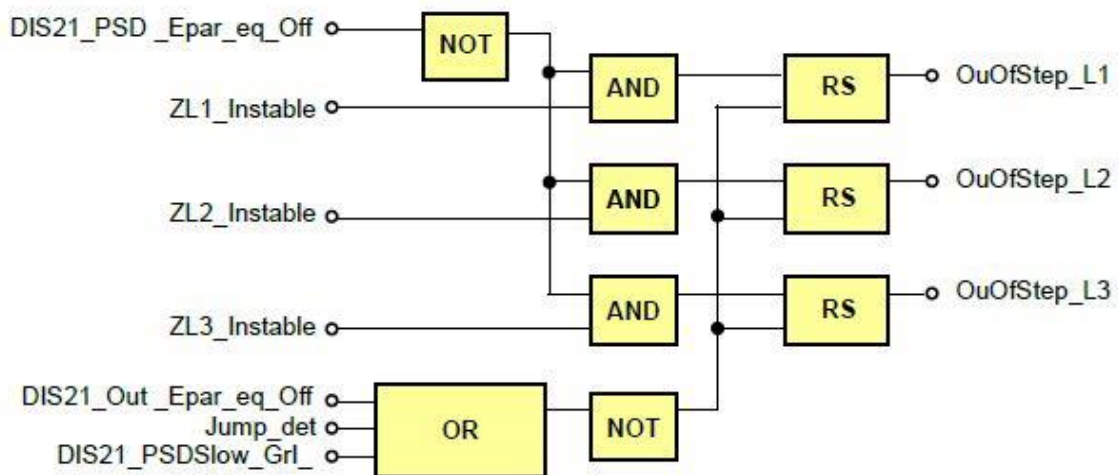 DIS21_PSD _Epar_eq_Off
NOT
AND
RS
OuOfStep_L1
ZL1_Instable
AND
RS
OuOfStep_L2
ZL2_Instable
AND
RS
OuOfStep_L3
ZL3_Instable
DIS21_Out _Epar_eq_Off
Jump_det
DIS21_PSDSlow_GrI_
OR
NOT